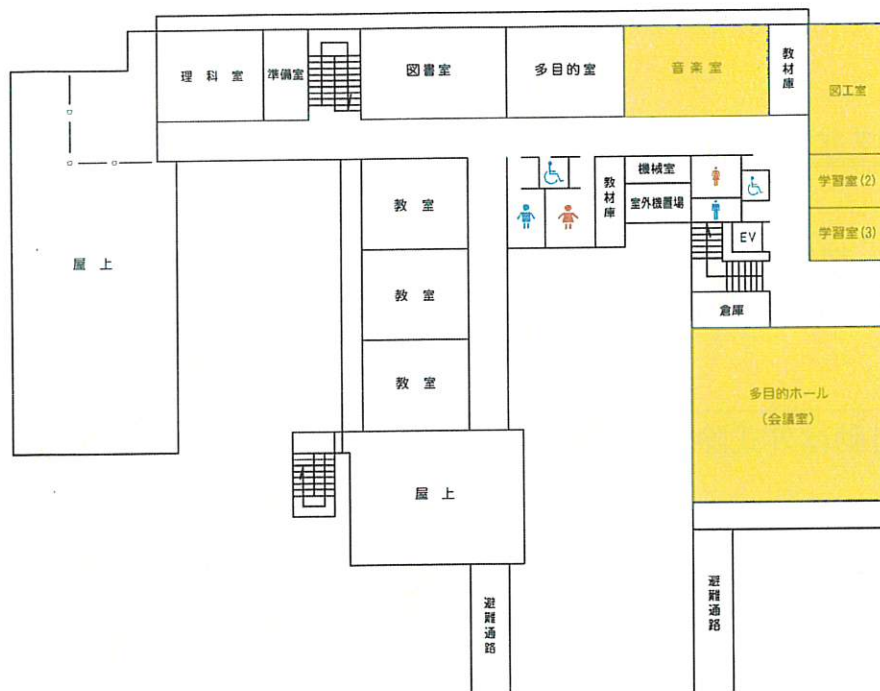 理科室
準備室
図書室
多目的室
音楽室
教材庫
図工室
学習室(2)
学習室(3)
教室
教室
教室
教材庫
機械室
室外機置場
EV
倉庫
屋上
多目的ホール
(会議室)
屋上
避難通路
避難通路